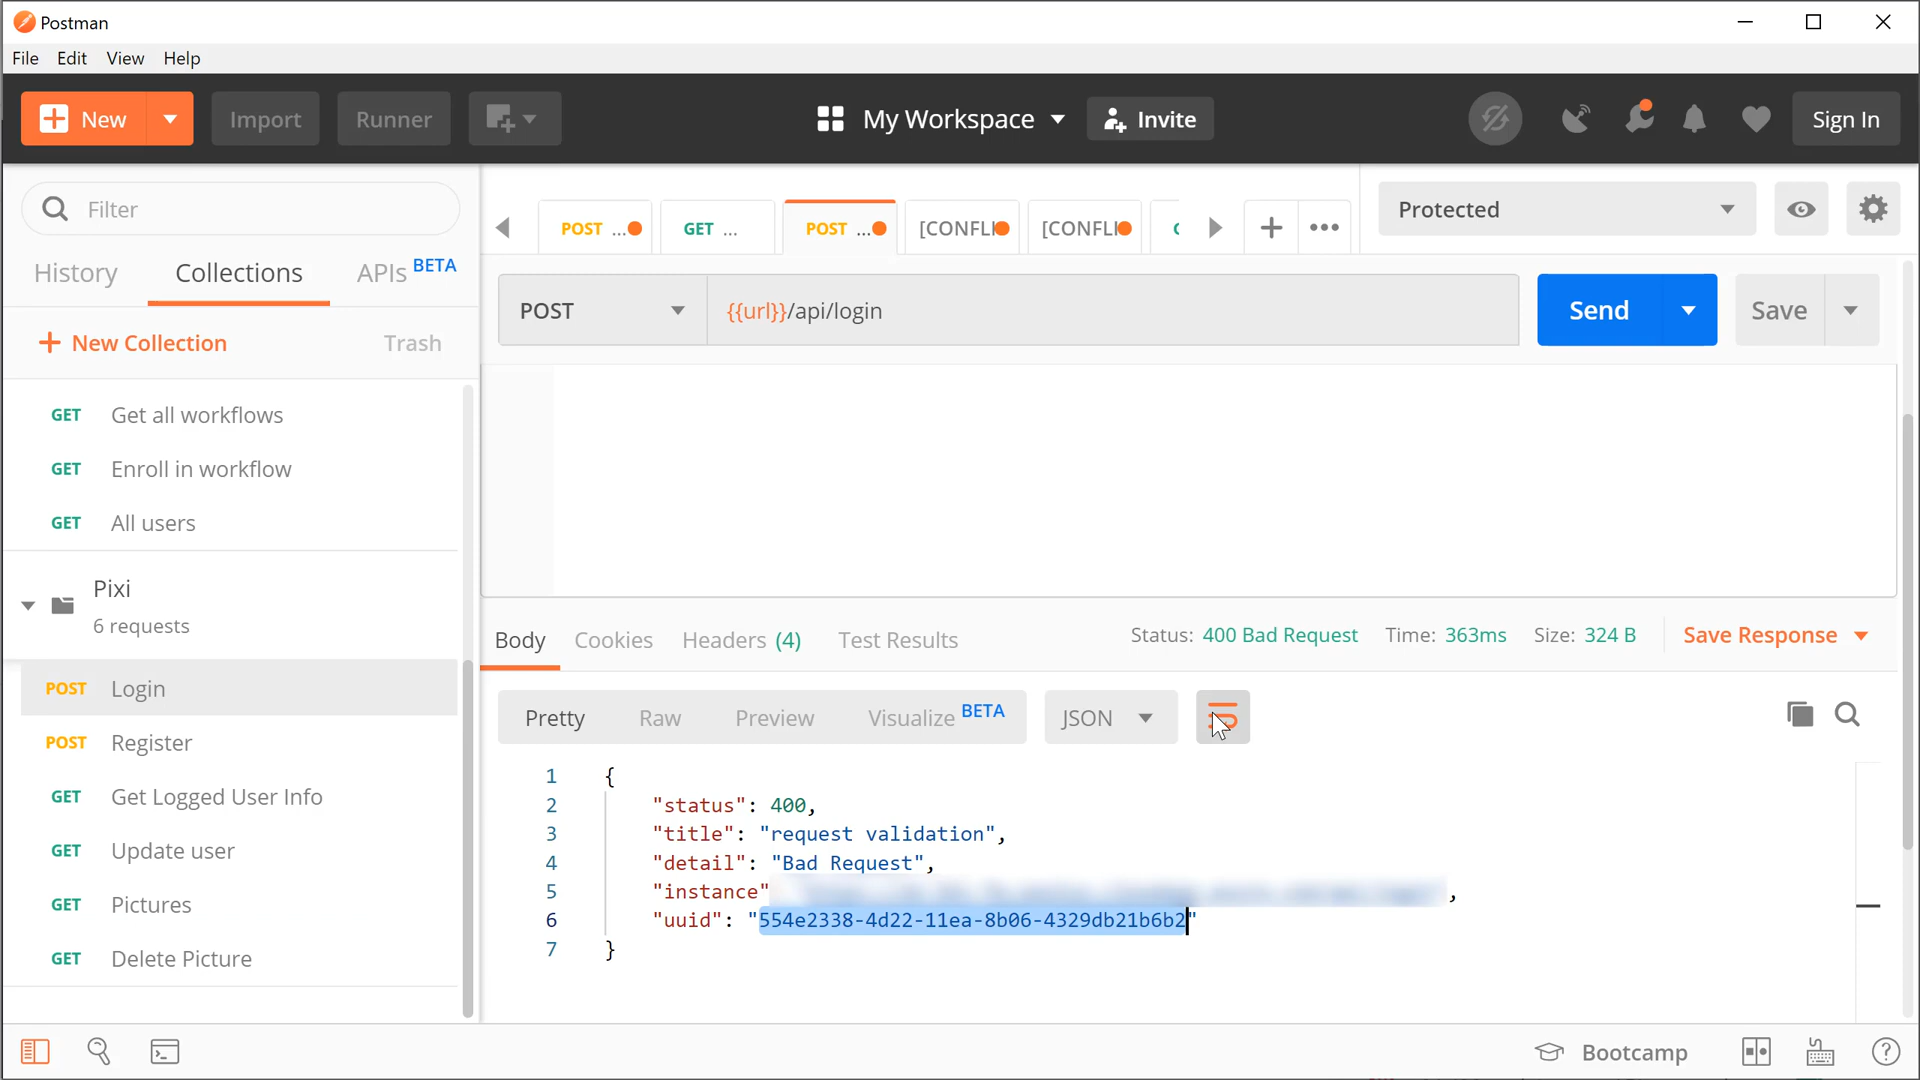 Postman
File Edit View Help
New Import Runner My Workspace Invite Sign In
Filter
History Collections APIs BETA
New Collection Trash
GET Get all workflows
GET Enroll in workflow
GET All users
Pixi
6 requests
POST Login
POST Register
GET Get Logged User Info
GET Update user
GET Pictures
GET Delete Picture
POST ... GET ... POST ... [CONFLI [CONFLI
Protected
POST {{url}}/api/login Send Save
Body Cookies Headers (4) Test Results Status: 400 Bad Request Time: 363ms Size: 324 B Save Response
Pretty Raw Preview Visualize BETA JSON
1 {
2 "status": 400,
3 "title": "request validation",
4 "detail": "Bad Request",
5 "instance" ,
6 "uuid": "554e2338-4d22-11ea-8b06-4329db21b6b2"
7 }
Bootcamp